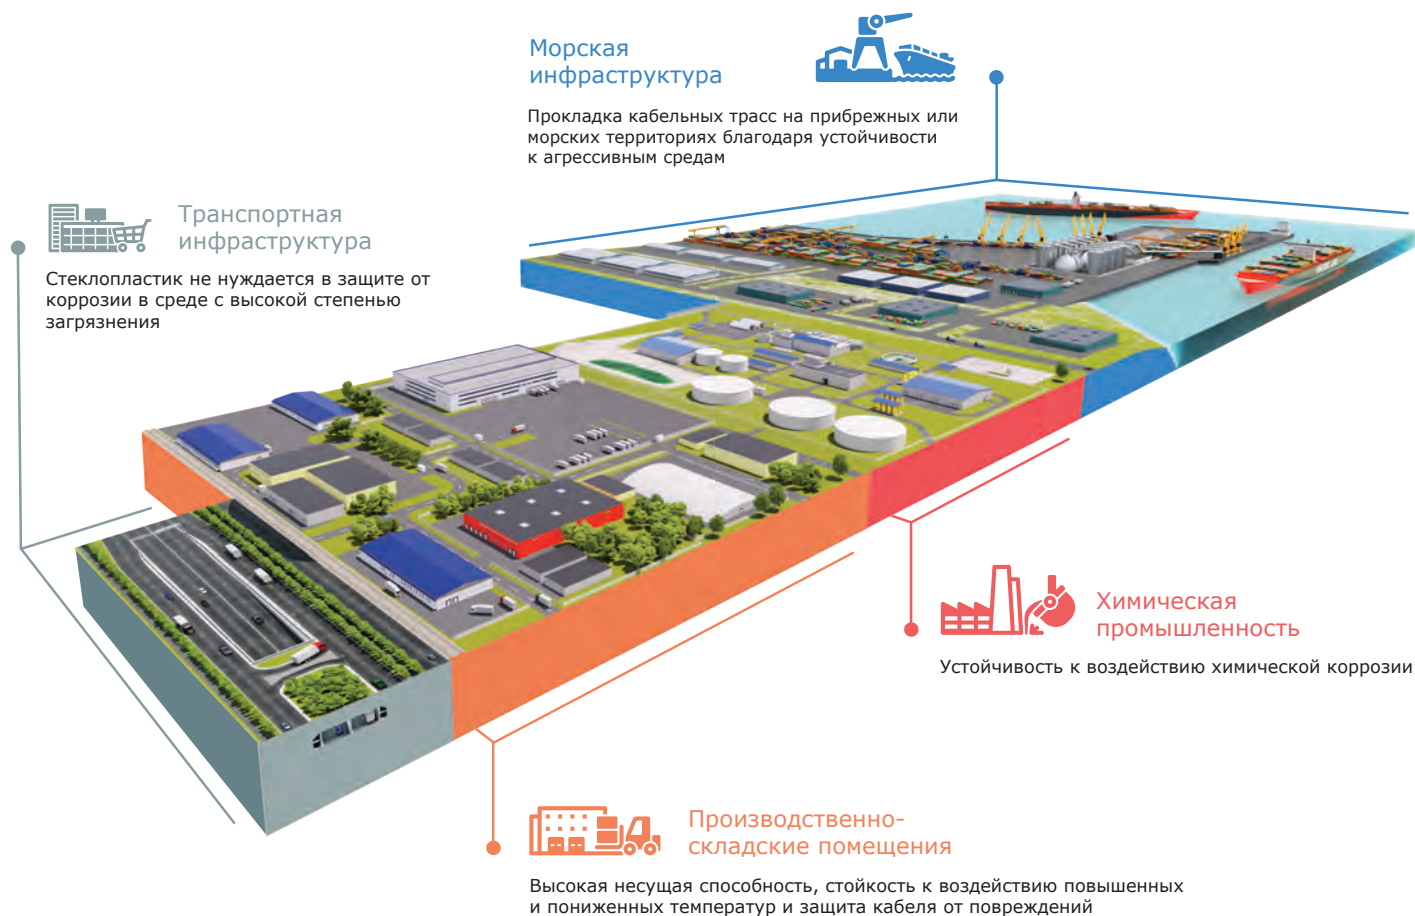 Морская
инфраструктура
Прокладка кабельных трасс на прибрежных или
морских территориях благодаря устойчивости
к агрессивным средам
Транспортная
инфраструктура
Стеклопластик не нуждается в защите от
коррозии в среде с высокой степенью
загрязнения
Химическая
промышленность
Устойчивость к воздействию химической коррозии
Производственно-
складские помещения
Высокая несущая способность, стойкость к воздействию повышенных
и пониженных температур и защита кабеля от повреждений